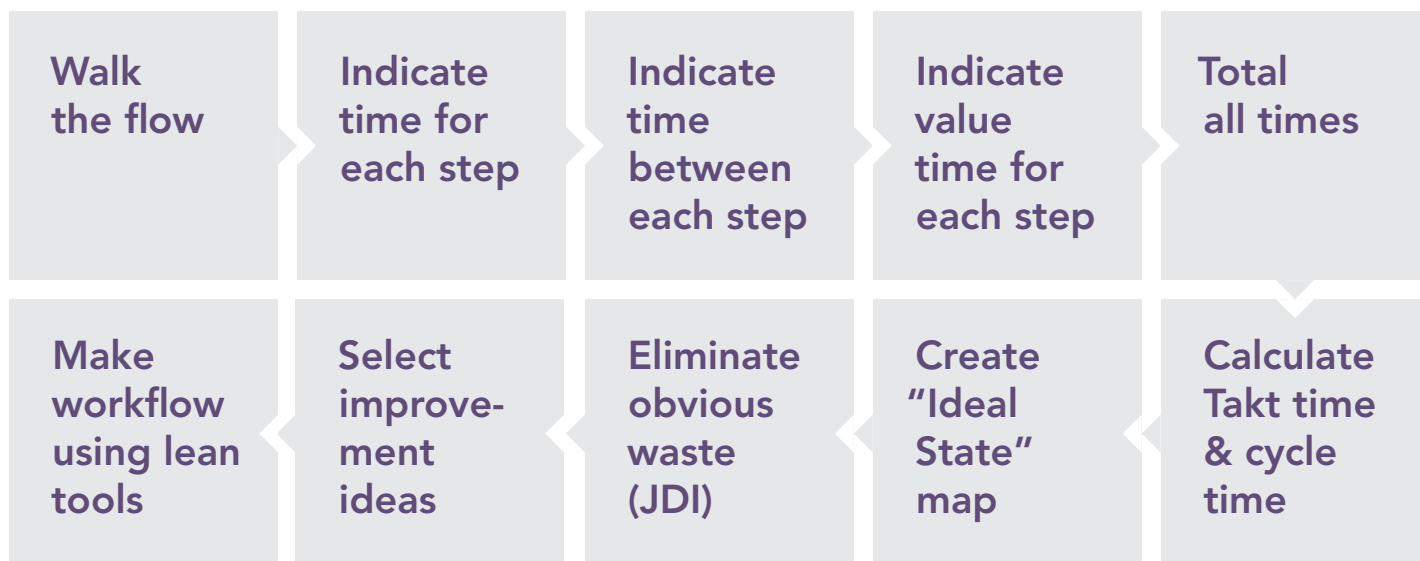 Walk
the flow
Indicate
time for
each step
Indicate
time
between
each step
Indicate
value
time for
each step
Total
all times
Calculate
Takt time
& cycle
time
Create
“Ideal
State”
map
Eliminate
obvious
waste
(JDI)
Select
improve-
ment
ideas
Make
workflow
using lean
tools